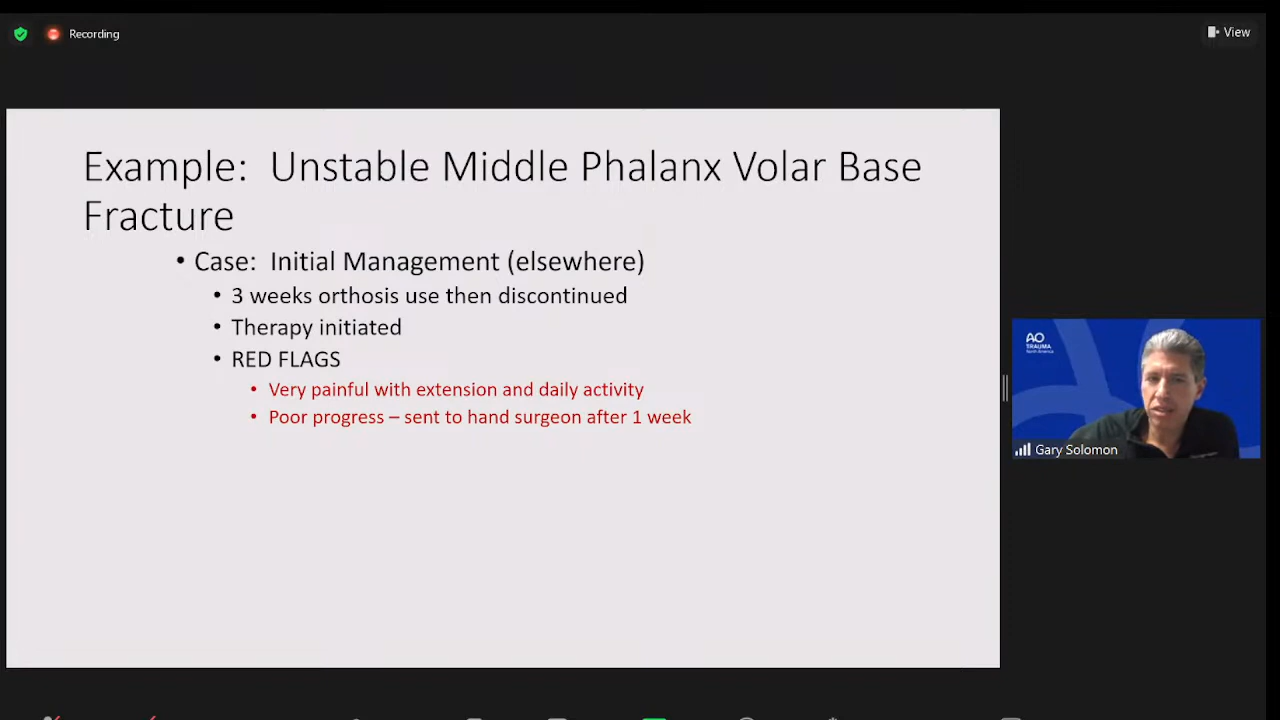 Recording
View
Example: Unstable Middle Phalanx Volar Base
Fracture
• Case: Initial Management (elsewhere)
• 3 weeks orthosis use then discontinued
• Therapy initiated
• RED FLAGS
• Very painful with extension and daily activity
• Poor progress – sent to hand surgeon after 1 week
AO
TRAUMA
North America
Gary Solomon